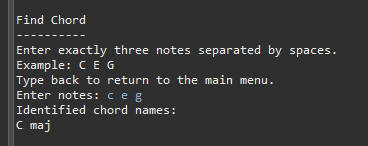 Find Chord
----------
Enter exactly three notes separated by spaces.
Example: C E G
Type back to return to the main menu.
Enter notes: c e g
Identified chord names:
C maj